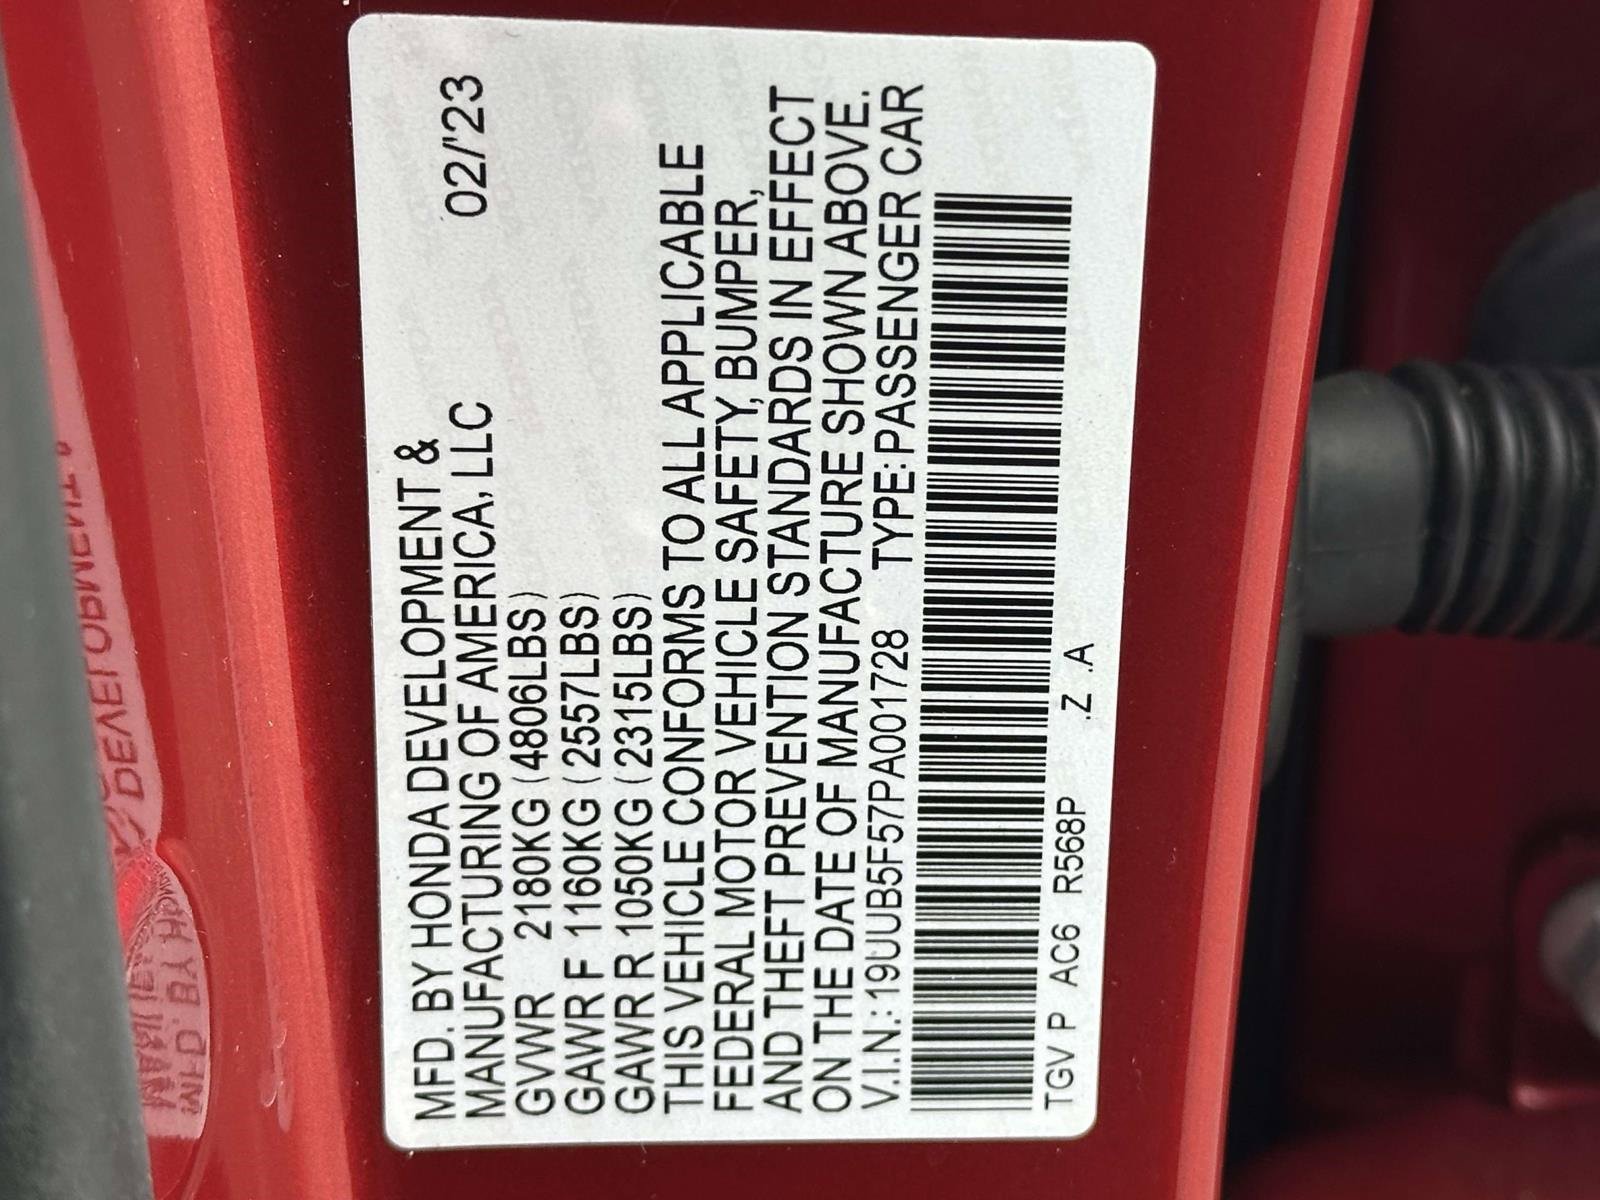 MFD. BY HONDA DEVELOPMENT &
MANUFACTURING OF AMERICA, LLC 02/'23
GVWR 2180KG (4806LBS)
GAWR F 1160KG (2557LBS)
GAWR R 1050KG (2315LBS)
THIS VEHICLE CONFORMS TO ALL APPLICABLE
FEDERAL MOTOR VEHICLE SAFETY, BUMPER,
AND THEFT PREVENTION STANDARDS IN EFFECT
ON THE DATE OF MANUFACTURE SHOWN ABOVE.
V.I.N.: 19UUB5F57PA001728 TYPE: PASSENGER CAR
TGV P AC6 R568P .Z .A